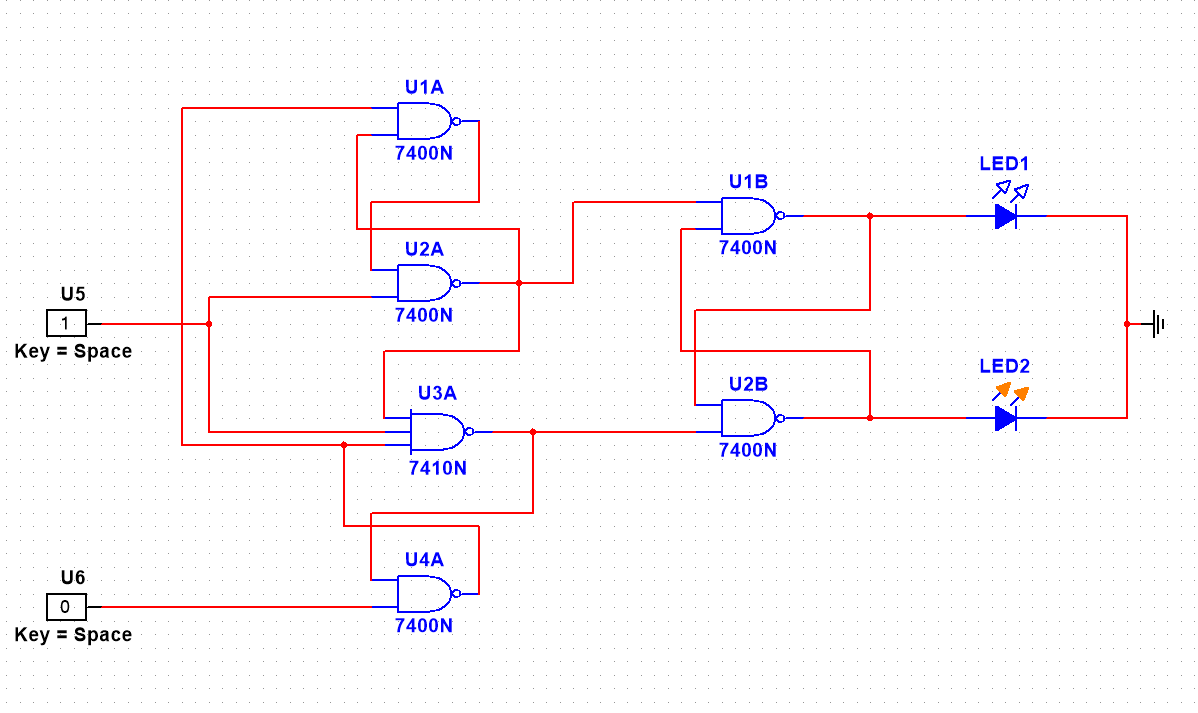 U1A
7400N
U1B
7400N
LED1
U2A
7400N
U5
1
Key = Space
U3A
7410N
U2B
7400N
LED2
U4A
7400N
U6
0
Key = Space